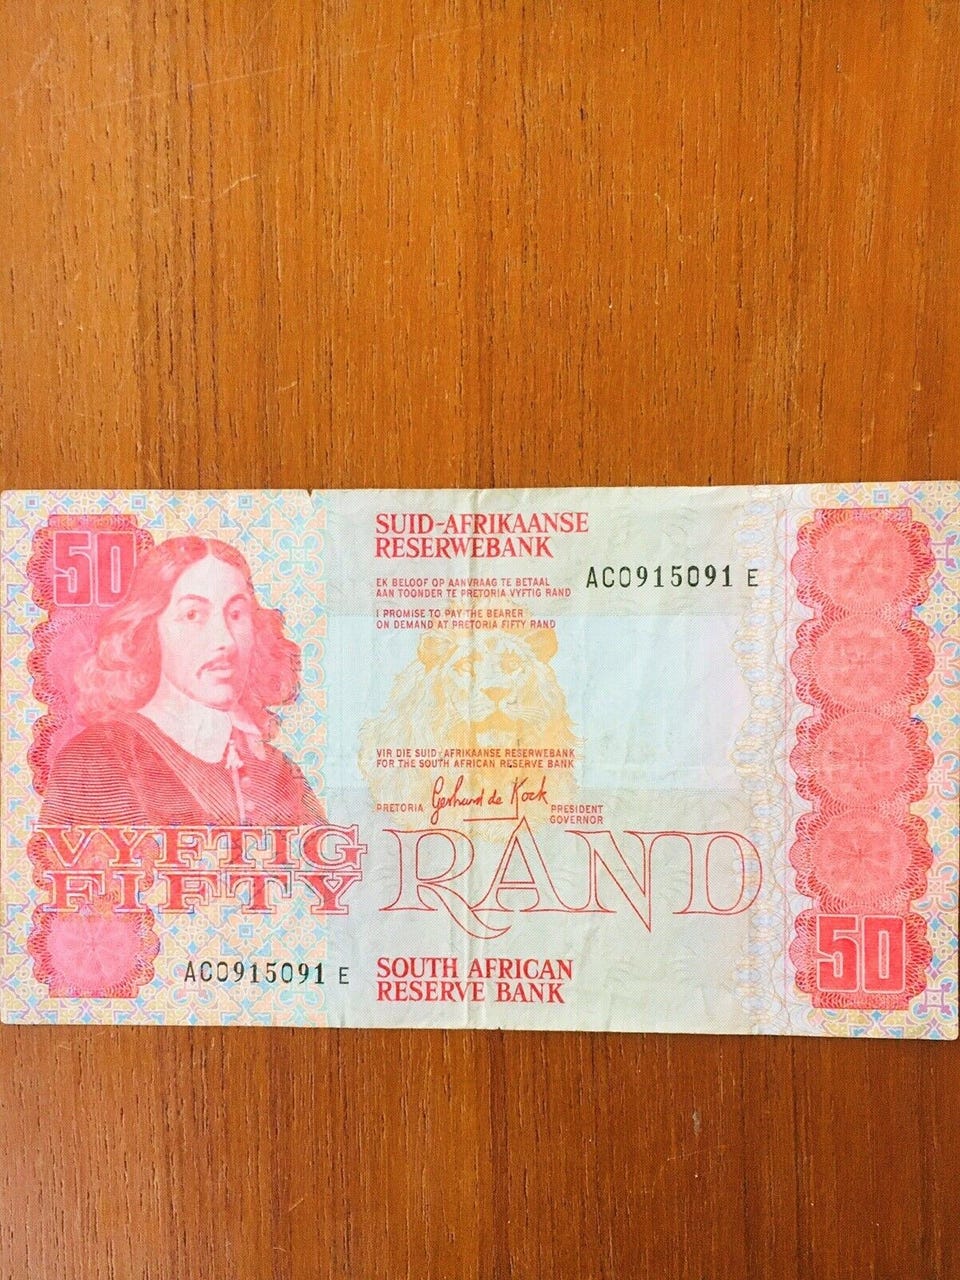 50
SUID-AFRIKAANSE
RESERWEBANK
EK BELOOF OP AANVRAAG TE BETAAL
AAN TOONDER TE PRETORIA VYFTIG RAND
AC0915091 E
I PROMISE TO PAY THE BEARER
ON DEMAND AT PRETORIA FIFTY RAND
VIR DIE SUID-AFRIKAANSE RESERWEBANK
FOR THE SOUTH AFRICAN RESERVE BANK
Gerhard de Kock
PRETORIA
PRESIDENT
GOVERNOR
VYFTIG
FIFTY
RAND
50
AC0915091 E
SOUTH AFRICAN
RESERVE BANK